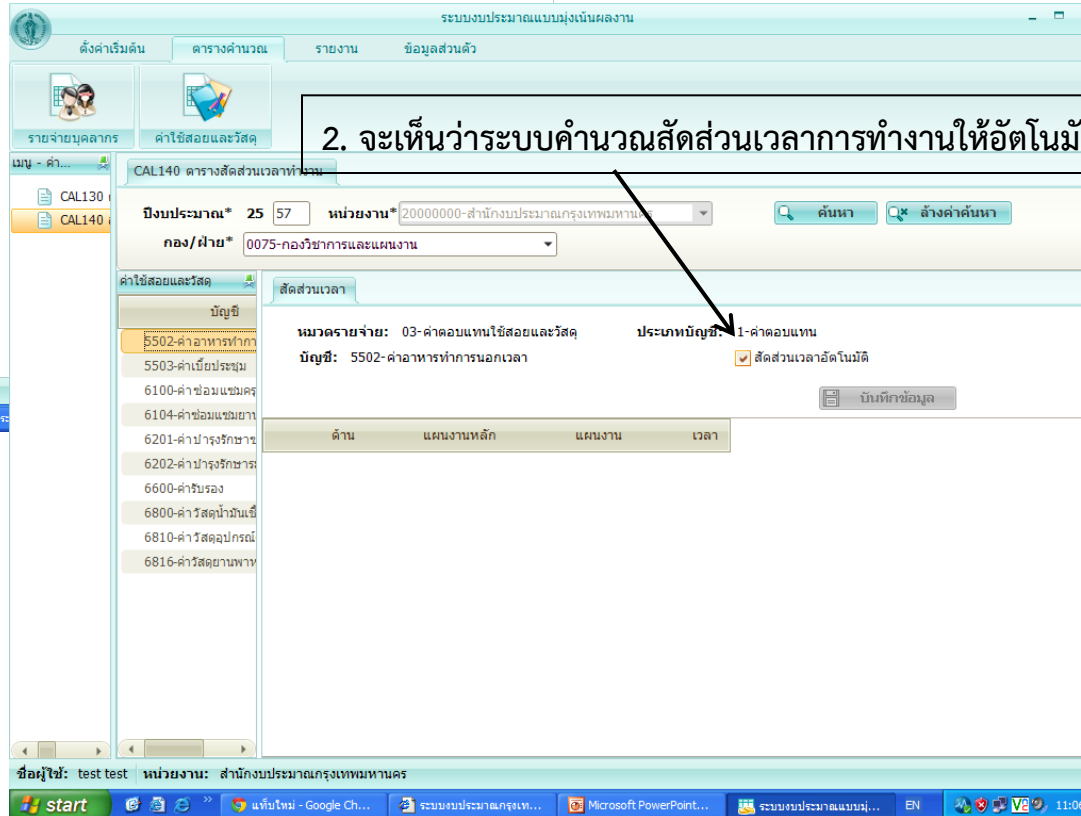 ระบบงบประมาณแบบมุ่งเน้นผลงาน
ตั้งค่าเริ่มต้น ตารางคำนวณ รายงาน ข้อมูลส่วนตัว
รายจ่ายบุคลากร ค่าใช้สอยและวัสดุ
2. จะเห็นว่าระบบคำนวณสัดส่วนเวลาการทำงานให้อัตโนมั
เมนู - ค่า... CAL140 ตารางสัดส่วนเวลาทำงาน
CAL130
CAL140
ปีงบประมาณ* 25 57 หน่วยงาน* 20000000-สำนักงบประมาณกรุงเทพมหานคร ค้นหา ล้างค่าค้นหา
กอง/ฝ่าย* 0075-กองวิชาการและแผนงาน
ค่าใช้สอยและวัสดุ สัดส่วนเวลา
บัญชี
หมวดรายจ่าย: 03-ค่าตอบแทนใช้สอยและวัสดุ ประเภทบัญชี: 1-ค่าตอบแทน
บัญชี: 5502-ค่าอาหารทำการนอกเวลา สัดส่วนเวลาอัตโนมัติ
บันทึกข้อมูล
ด้าน แผนงานหลัก แผนงาน เวลา
5502-ค่าอาหารทำกา
5503-ค่าเบี้ยประชุม
6100-ค่าซ่อมแซมครุ
6104-ค่าซ่อมแซมยาน
6201-ค่าบำรุงรักษาซ
6202-ค่าบำรุงรักษาระ
6600-ค่ารับรอง
6800-ค่าวัสดุน้ำมันเชื
6810-ค่าวัสดุอุปกรณ์
6816-ค่าวัสดุยานพาห
ชื่อผู้ใช้: test test หน่วยงาน: สำนักงบประมาณกรุงเทพมหานคร
start แท็บใหม่ - Google Ch... ระบบงบประมาณกรุงเท... Microsoft PowerPoint... ระบบงบประมาณแบบมุ่... EN 11:06